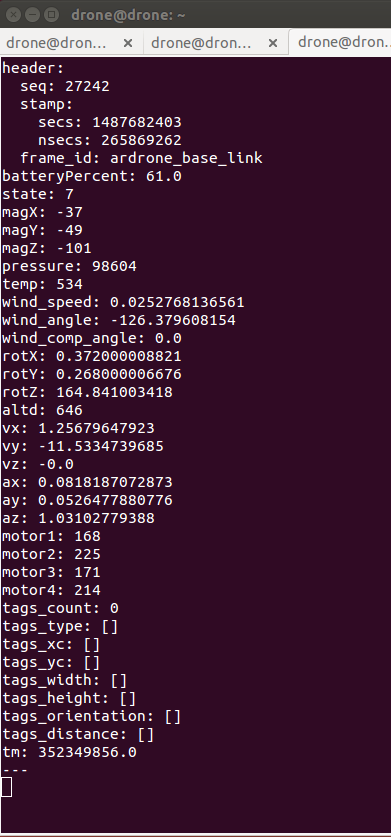 drone@drone: ~
drone@dron... × drone@dron... × drone@dron
header:
  seq: 27242
  stamp:
    secs: 1487682403
    nsecs: 265869262
  frame_id: ardrone_base_link
batteryPercent: 61.0
state: 7
magX: -37
magY: -49
magZ: -101
pressure: 98604
temp: 534
wind_speed: 0.0252768136561
wind_angle: -126.379608154
wind_comp_angle: 0.0
rotX: 0.372000008821
rotY: 0.268000006676
rotZ: 164.841003418
altd: 646
vx: 1.25679647923
vy: -11.5334739685
vz: -0.0
ax: 0.0818187072873
ay: 0.0526477880776
az: 1.03102779388
motor1: 168
motor2: 225
motor3: 171
motor4: 214
tags_count: 0
tags_type: []
tags_xc: []
tags_yc: []
tags_width: []
tags_height: []
tags_orientation: []
tags_distance: []
tm: 352349856.0
---